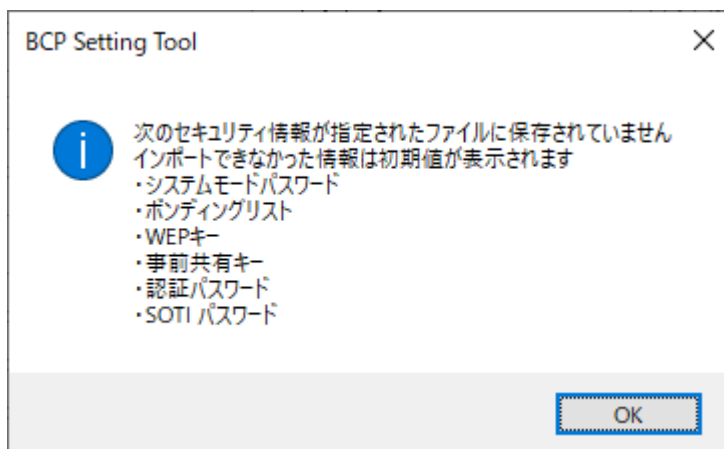 BCP Setting Tool
次のセキュリティ情報が指定されたファイルに保存されていません
インポートできなかった情報は初期値が表示されます
・システムモードパスワード
・ボンディングリスト
・WEPキー
・事前共有キー
・認証パスワード
・SOTI パスワード
OK